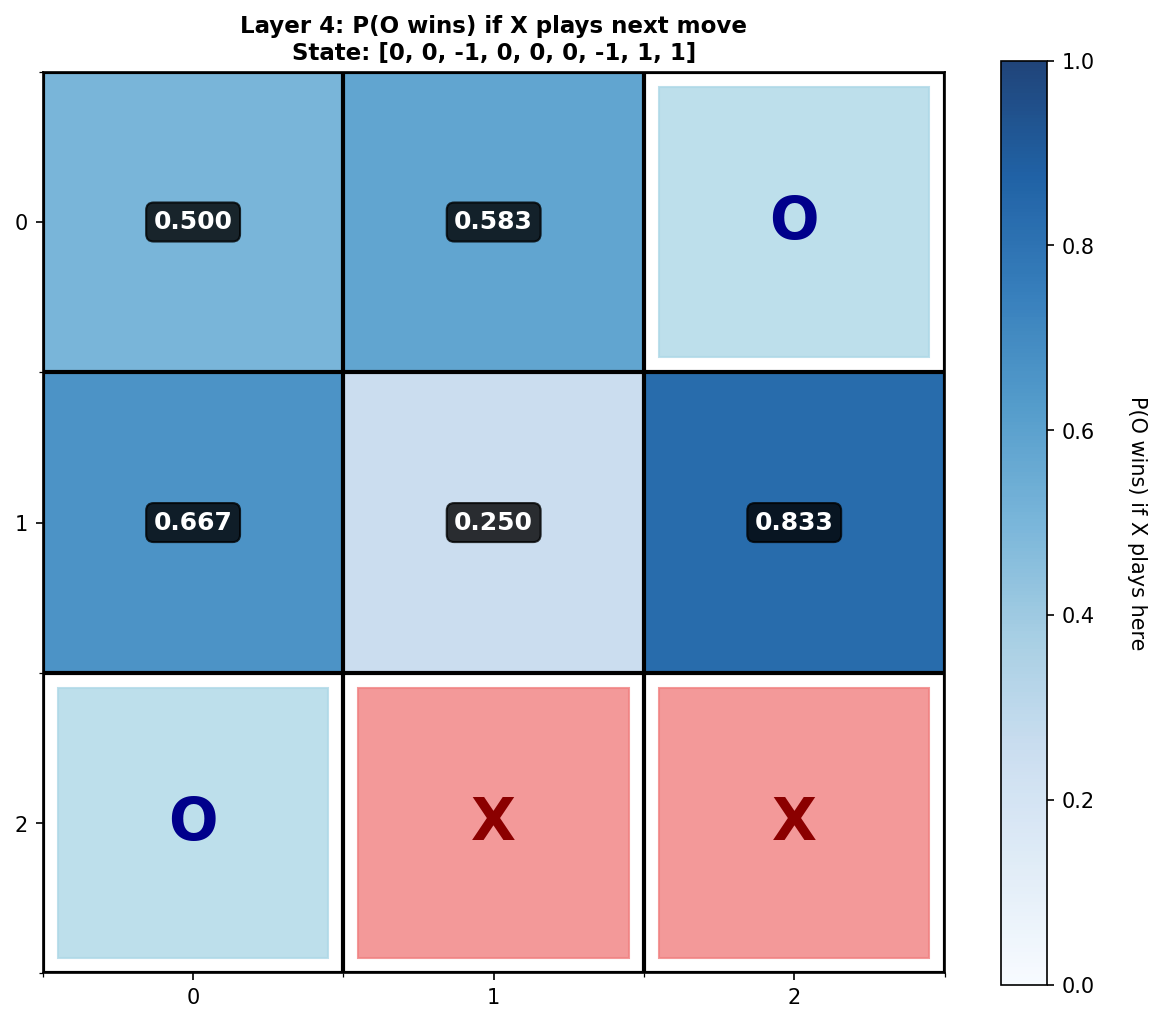 Layer 4: P(O wins) if X plays next move
State: [0, 0, -1, 0, 0, 0, -1, 1, 1]
0
0.500
0.583
O
1
0.667
0.250
0.833
2
O
X
X
0
1
2
1.0
0.8
0.6
0.4
0.2
0.0
P(O wins) if X plays here